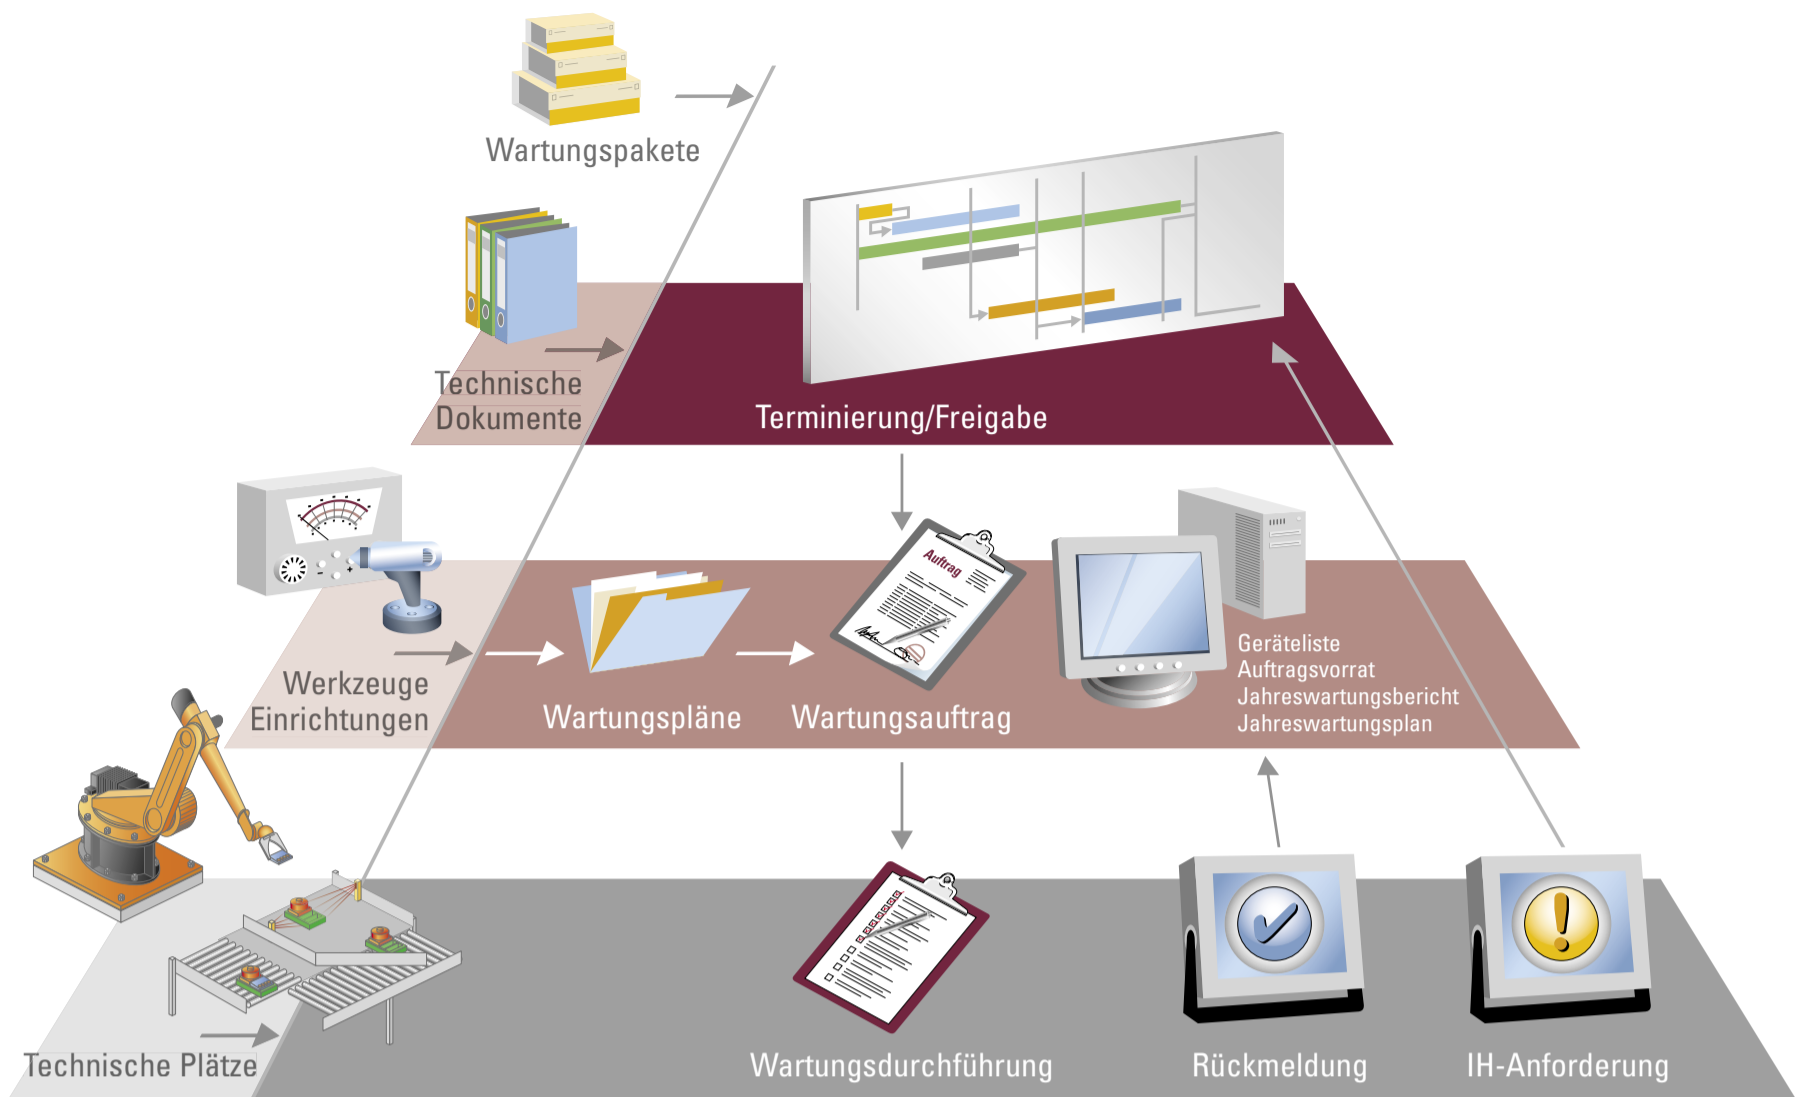 Wartungspakete
Technische
Dokumente
Terminierung/Freigabe
Auftrag
Werkzeuge
Einrichtungen
Wartungspläne
Wartungsauftrag
Geräteliste
Auftragsvorrat
Jahreswartungsbericht
Jahreswartungsplan
Technische Plätze
Wartungsdurchführung
Rückmeldung
IH-Anforderung